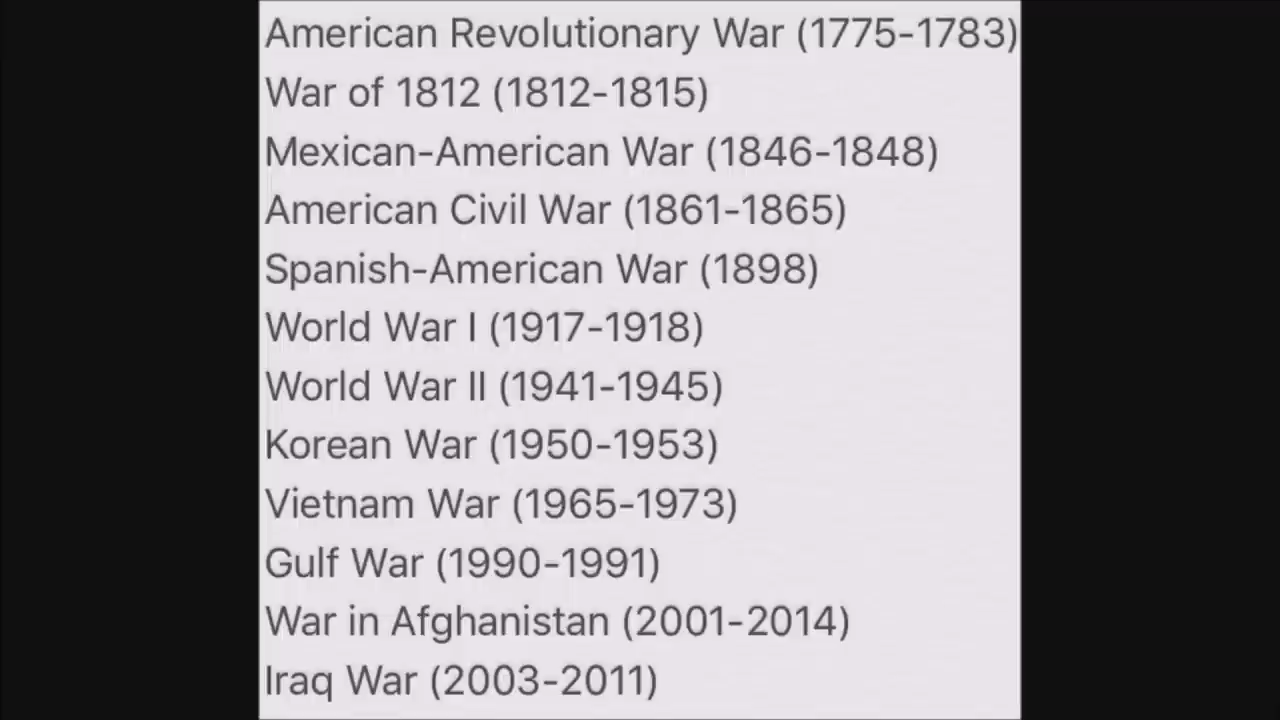 American Revolutionary War (1775-1783)
War of 1812 (1812-1815)
Mexican-American War (1846-1848)
American Civil War (1861-1865)
Spanish-American War (1898)
World War I (1917-1918)
World War II (1941-1945)
Korean War (1950-1953)
Vietnam War (1965-1973)
Gulf War (1990-1991)
War in Afghanistan (2001-2014)
Iraq War (2003-2011)